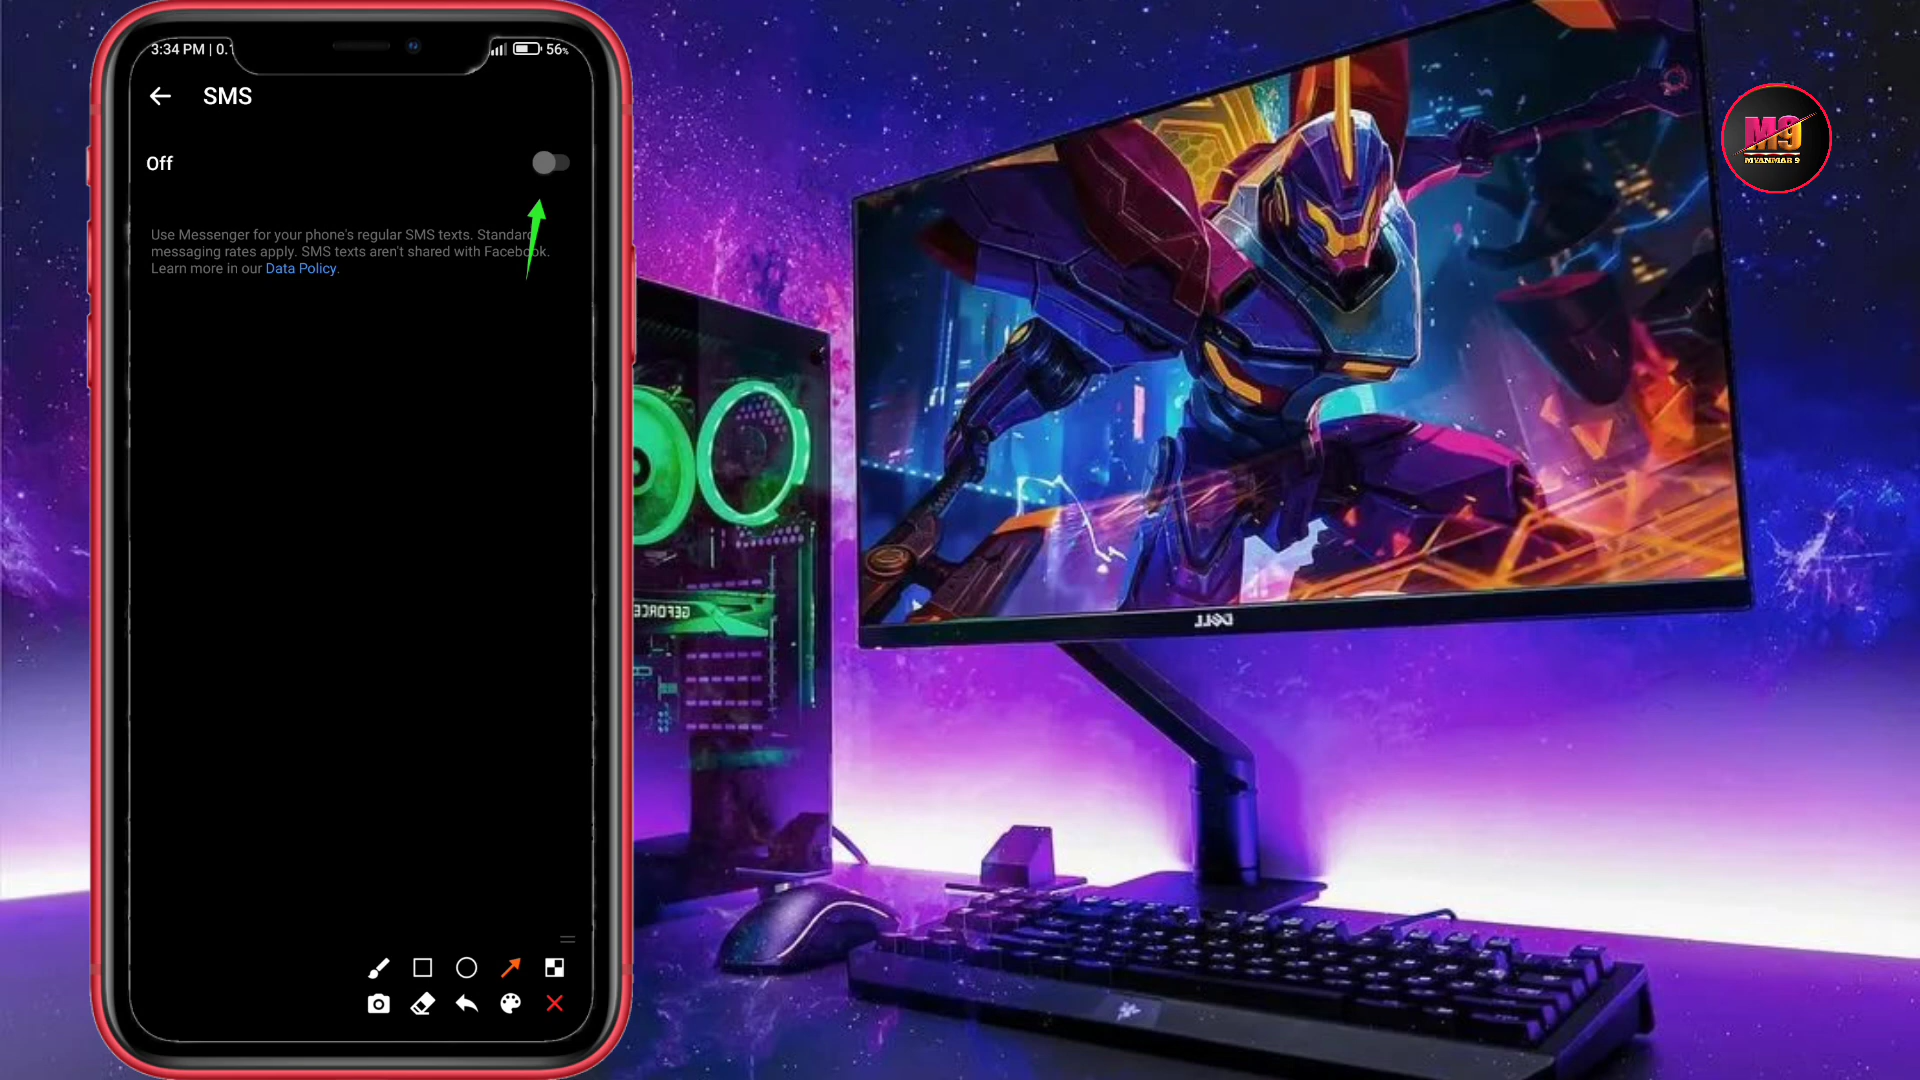 3:34 PM | 0.
56%
SMS
Off
Use Messenger for your phone's regular SMS texts. Standard
messaging rates apply. SMS texts aren't shared with Facebook.
Learn more in our Data Policy.
M9
MYANMAR 9
GEFORCE
DELL